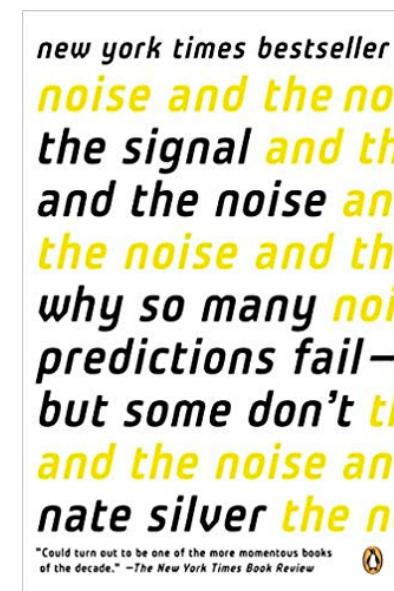 new york times bestseller
noise and the no
the signal and th
and the noise an
the noise and th
why so many noi
predictions fail—
but some don't th
and the noise an
nate silver the n
"Could turn out to be one of the more momentous books
of the decade." —The New York Times Book Review